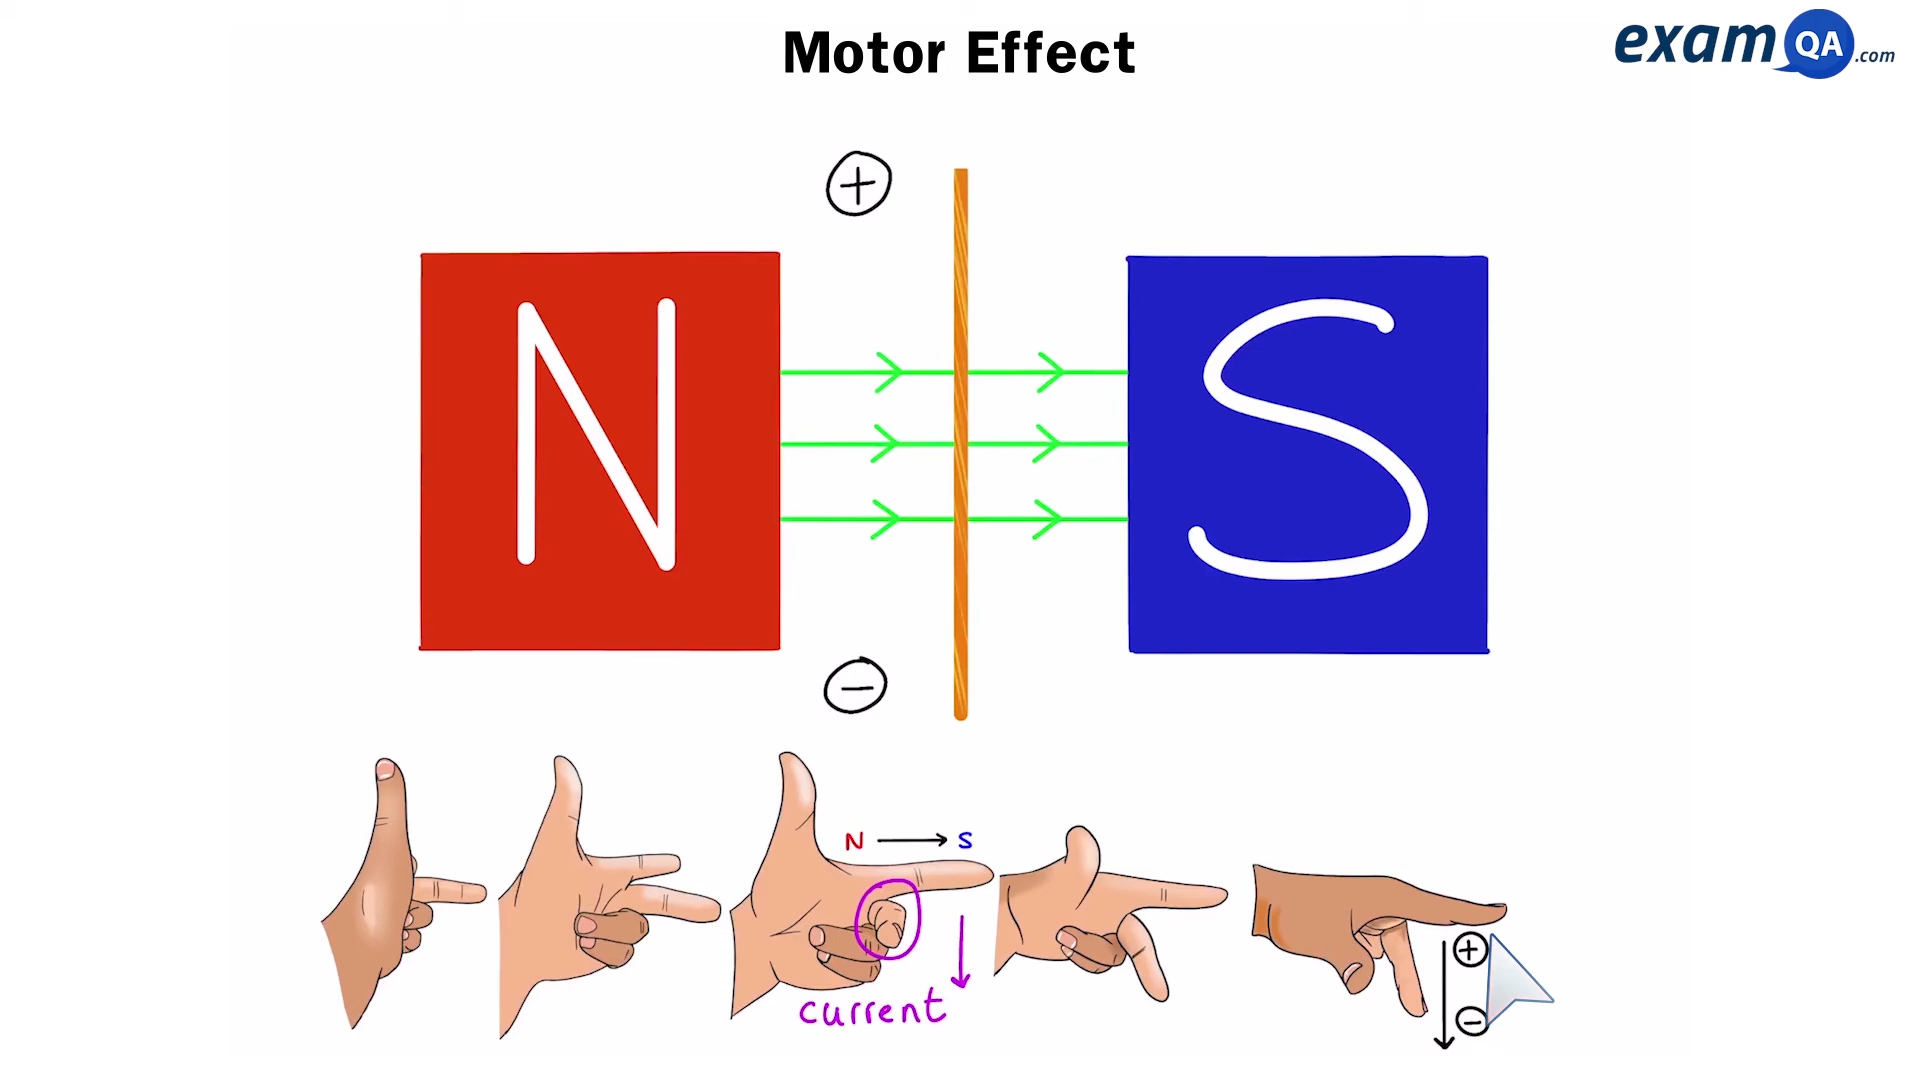 Motor Effect
examQA.com
+
N
S
−
N → S
current
+
−